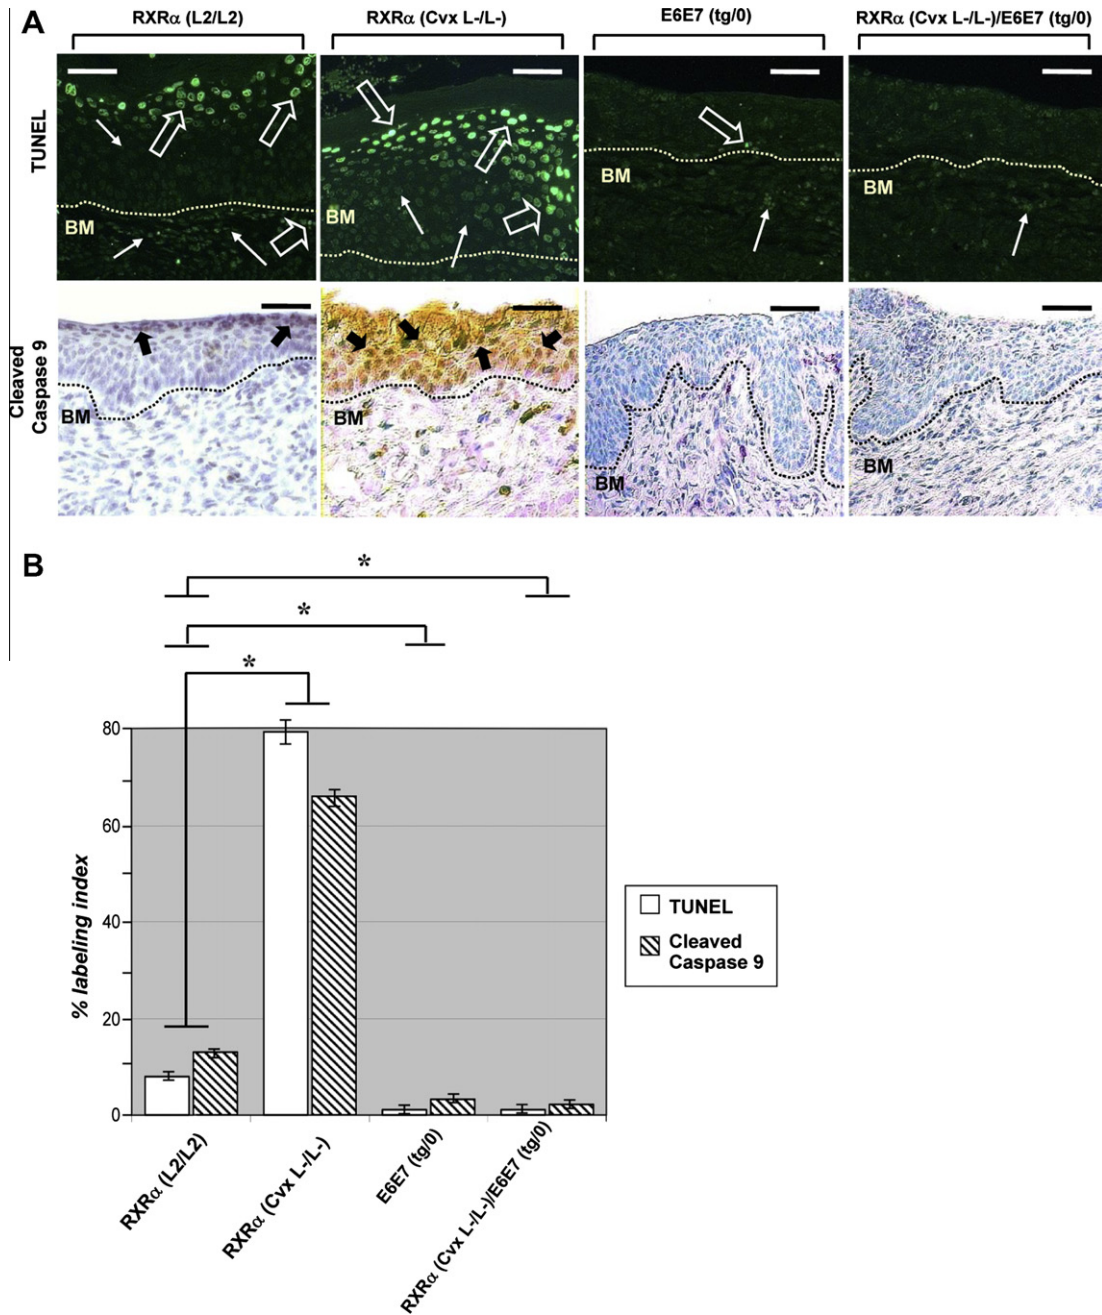 A
RXRα (L2/L2)
RXRα (Cvx L-/L-)
E6E7 (tg/0)
RXRα (Cvx L-/L-)/E6E7 (tg/0)
TUNEL
BM
BM
BM
BM
Cleaved
Caspase 9
BM
BM
BM
BM
B
*
*
*
80
60
40
20
0
% labeling index
TUNEL
Cleaved
Caspase 9
RXRα (L2/L2)
RXRα (Cvx L-/L-)
E6E7 (tg/0)
RXRα (Cvx L-/L-)/E6E7 (tg/0)